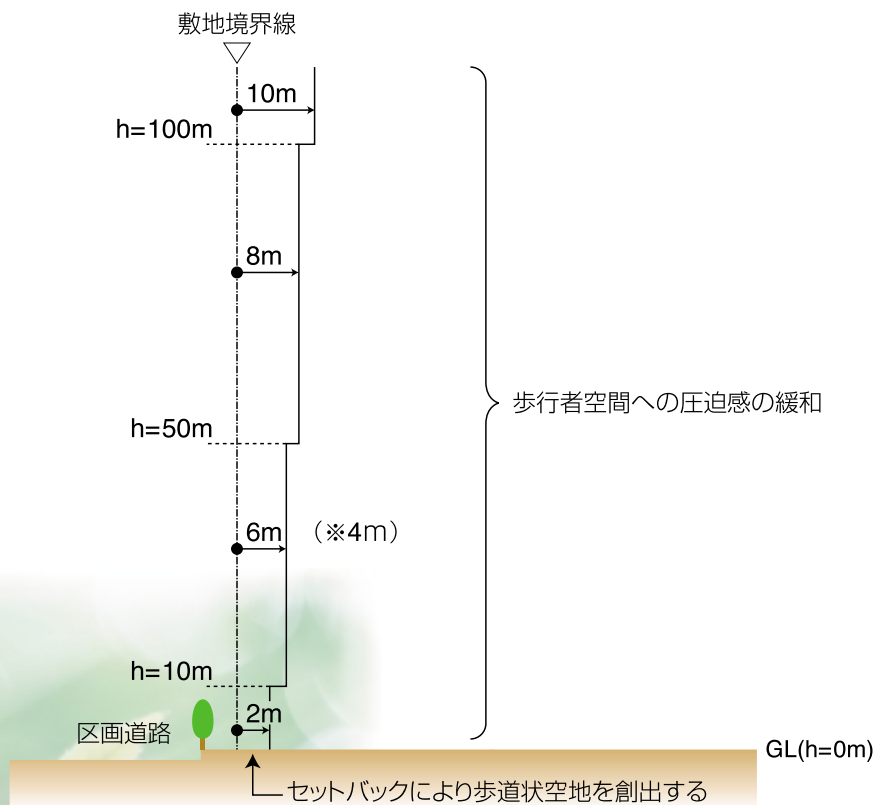 敷地境界線
10m
h=100m
8m
歩行者空間への圧迫感の緩和
h=50m
6m （※4m）
h=10m
2m
区画道路
GL(h=0m)
セットバックにより歩道状空地を創出する